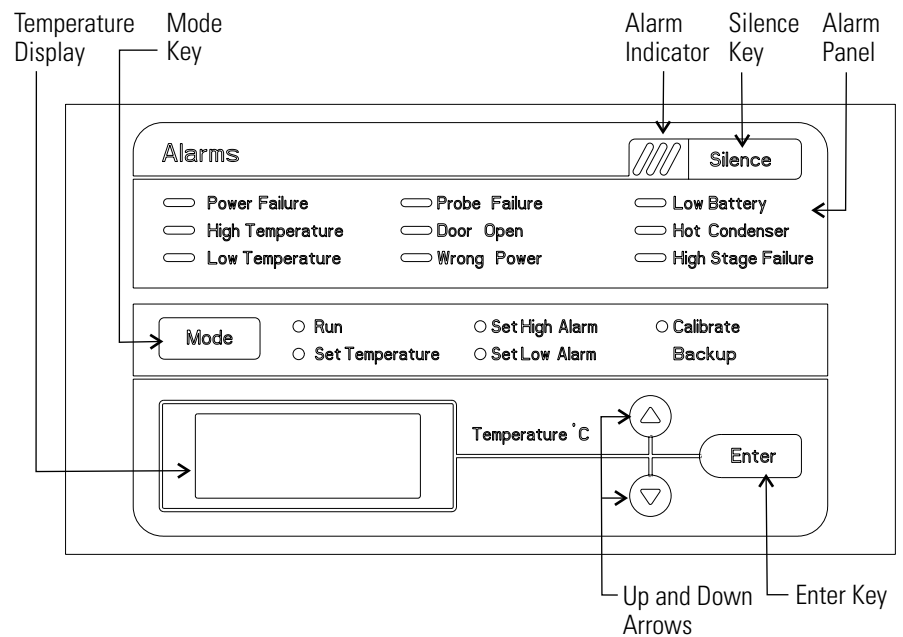 Temperature Display
Mode Key
Alarm Indicator
Silence Key
Alarm Panel
Alarms
Silence
Power Failure
Probe Failure
Low Battery
High Temperature
Door Open
Hot Condenser
Low Temperature
Wrong Power
High Stage Failure
Mode
Run
Set High Alarm
Calibrate
Set Temperature
Set Low Alarm
Backup
Temperature °C
Enter
Up and Down Arrows
Enter Key